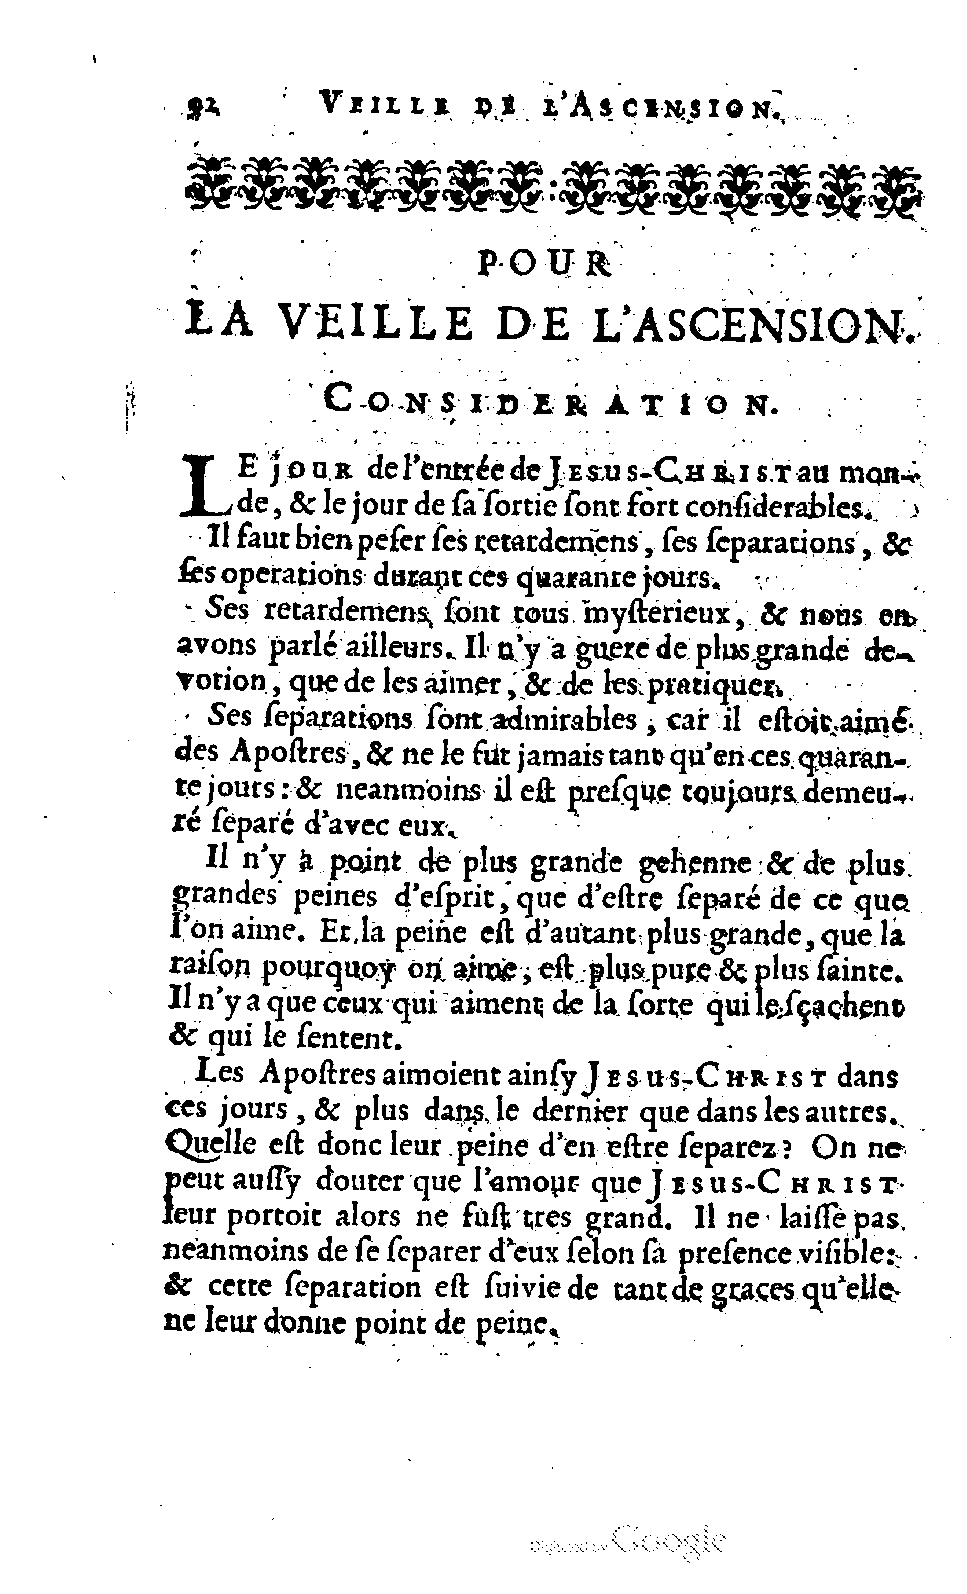 92 VEILLE DE L'ASCENSION.
POUR
LA VEILLE DE L'ASCENSION.
CONSIDERATION.
LE JOUR de l'entrée de JESUS-CHRIST au mon-
de, & le jour de ſa ſortie ſont fort conſiderables.
Il faut bien peſer ſes retardemens, ſes ſeparations, &
ſes operations durant ces quarante jours.
Ses retardemens ſont tous myſterieux, & nous en
avons parlé ailleurs. Il n'y a guere de plus grande de-
votion, que de les aimer, & de les pratiquer.
Ses ſeparations ſont admirables, car il eſtoit aimé
des Apoſtres, & ne le fût jamais tant qu'en ces quaran-
te jours: & neanmoins il eſt preſque toujours demeu-
ré ſeparé d'avec eux.
Il n'y à point de plus grande gehenne & de plus
grandes peines d'eſprit, que d'eſtre ſeparé de ce que
l'on aime. Et la peine eſt d'autant plus grande, que la
raiſon pourquoy on aime, eſt plus pure & plus ſainte.
Il n'y a que ceux qui aiment de la ſorte qui le ſçachent
& qui le ſentent.
Les Apoſtres aimoient ainſy JESUS-CHRIST dans
ces jours, & plus dans le dernier que dans les autres.
Quelle eſt donc leur peine d'en eſtre ſeparez? On ne
peut auſſy douter que l'amour que JESUS-CHRIST
leur portoit alors ne fuſt tres grand. Il ne laiſſe pas
neanmoins de ſe ſeparer d'eux ſelon ſa preſence viſible:
& cette ſeparation eſt ſuivie de tant de graces qu'elle
ne leur donne point de peine.
Google